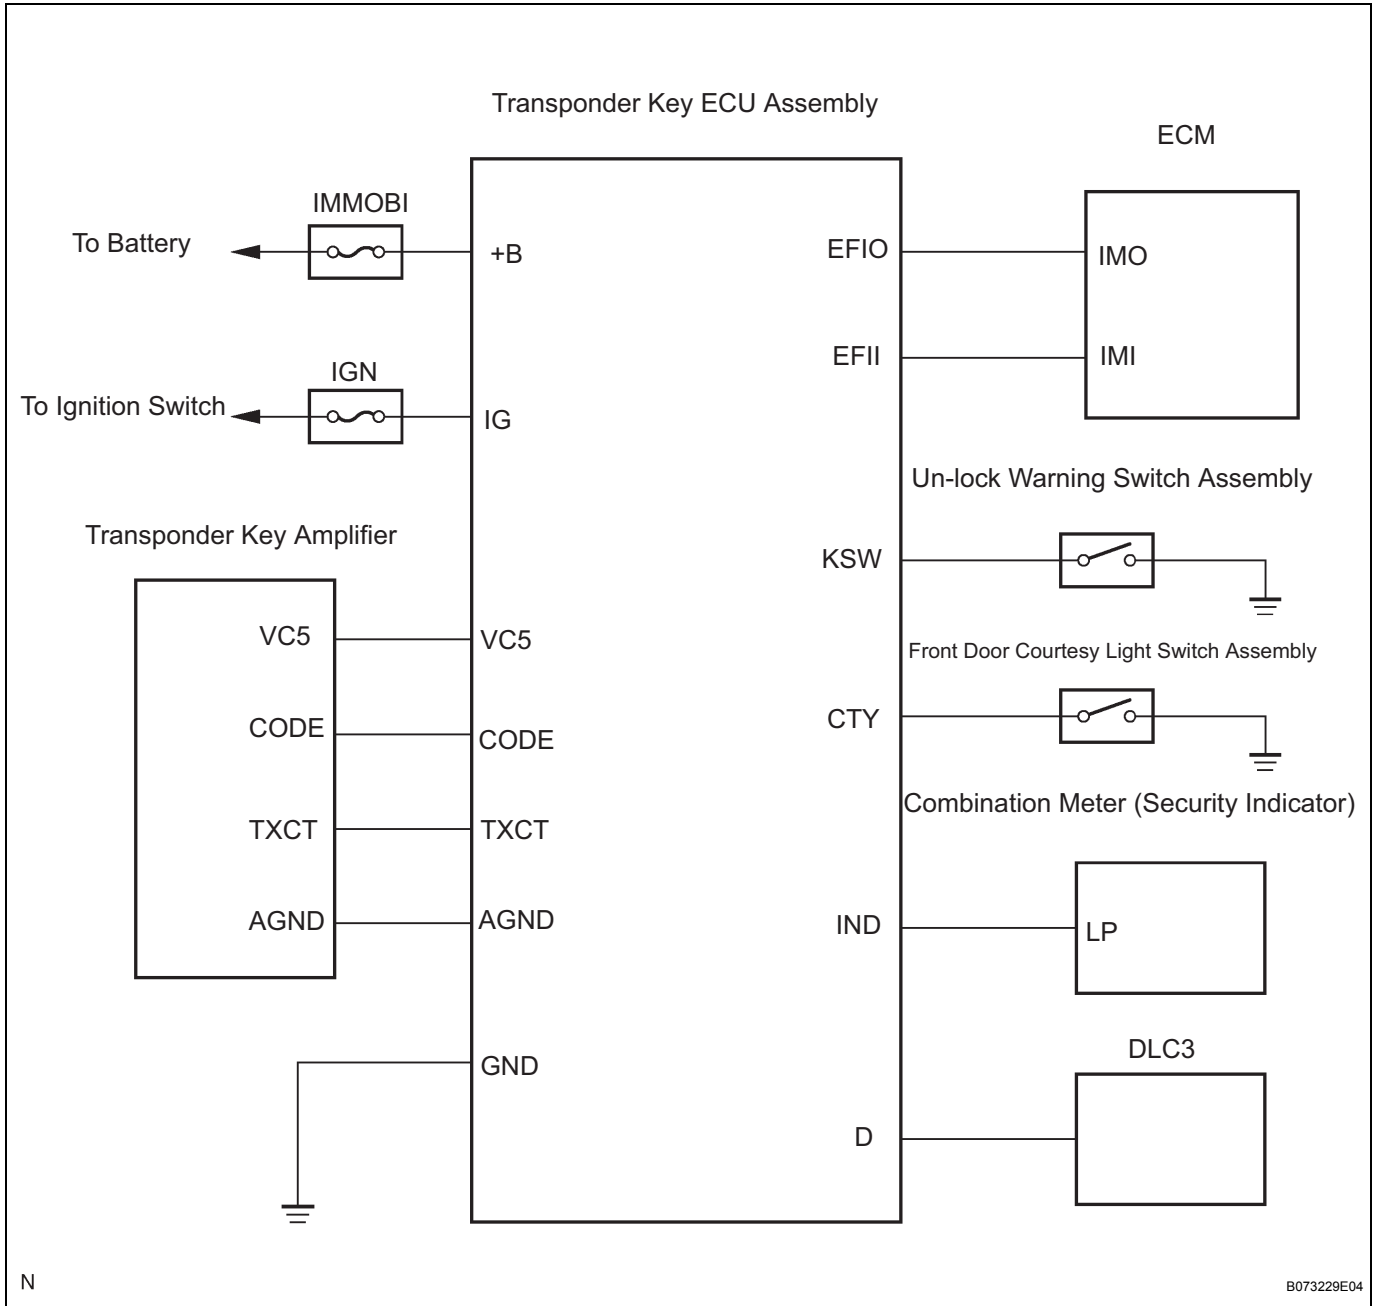 Transponder Key ECU Assembly
ECM
IMMOBI
To Battery
+B
EFIO
IMO
EFII
IMI
IGN
To Ignition Switch
IG
Un-lock Warning Switch Assembly
Transponder Key Amplifier
KSW
VC5
VC5
Front Door Courtesy Light Switch Assembly
CODE
CODE
CTY
Combination Meter (Security Indicator)
TXCT
TXCT
AGND
AGND
IND
LP
DLC3
GND
D
N
B073229E04